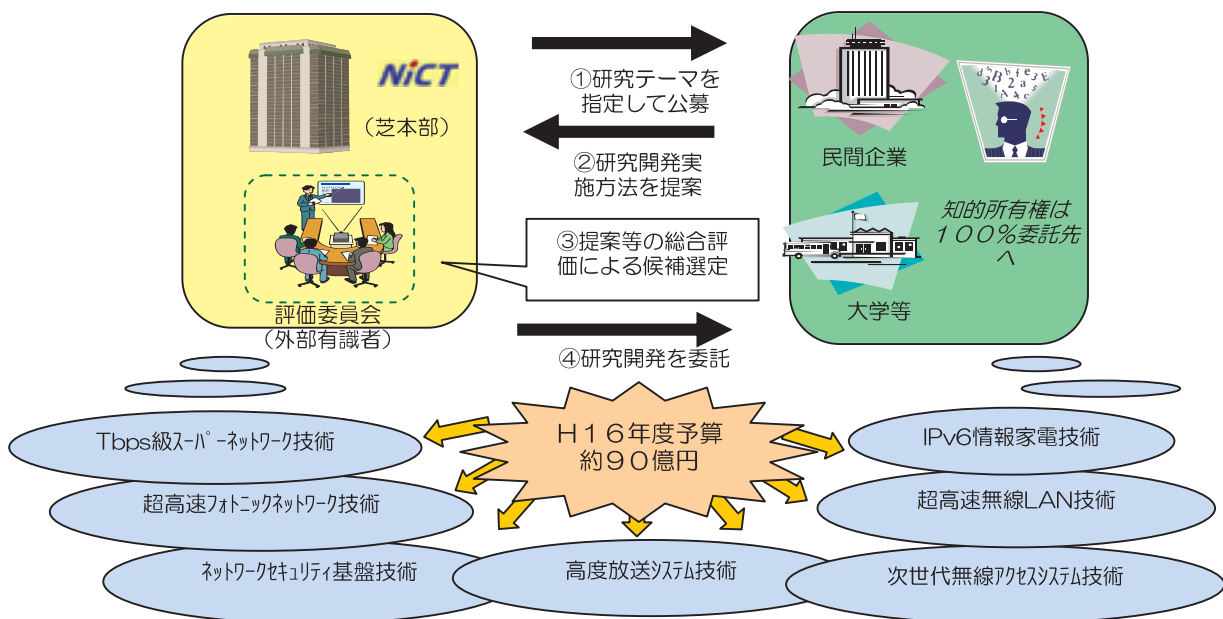 NiCT
(芝本部)
評価委員会
(外部有識者)
①研究テーマを
指定して公募
②研究開発実
施方法を提案
③提案等の総合評
価による候補選定
④研究開発を委託
民間企業
知的所有権は
100%委託先
へ
大学等
H16年度予算
約90億円
Tbps級スーパーネットワーク技術
超高速フォトニックネットワーク技術
ネットワークセキュリティ基盤技術
高度放送システム技術
IPv6情報家電技術
超高速無線LAN技術
次世代無線アクセスシステム技術